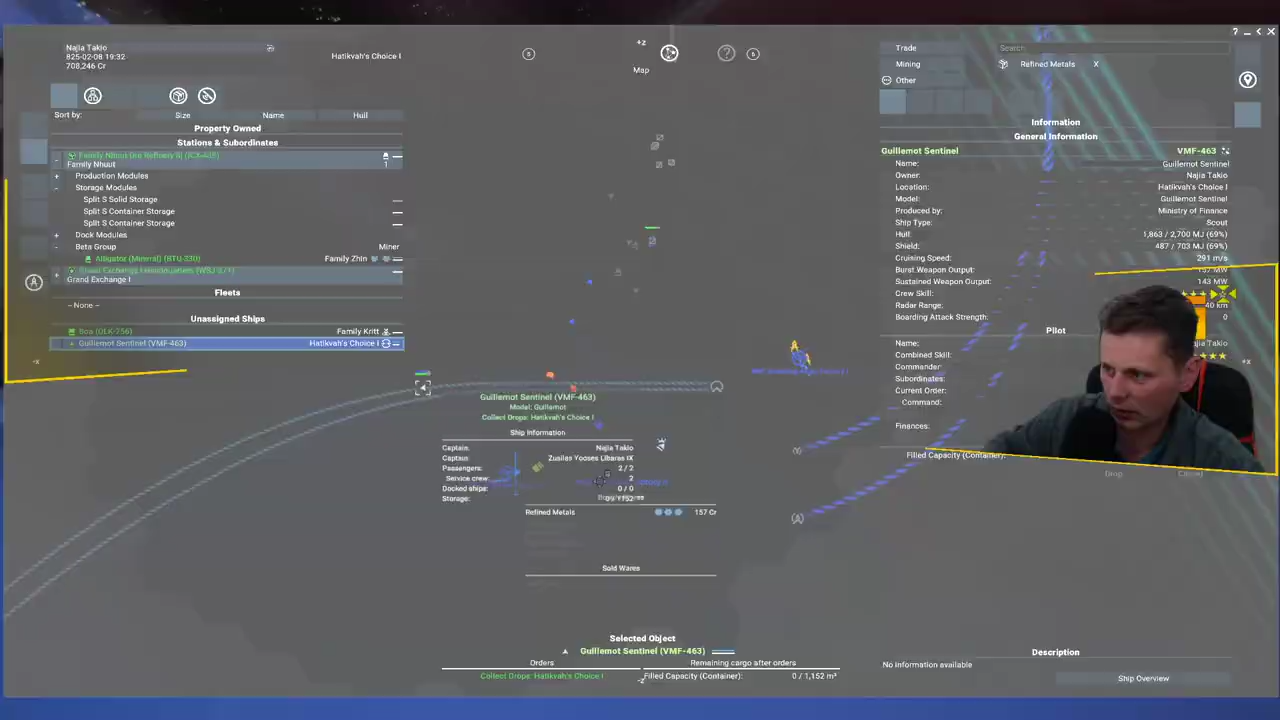 Najia Takio
825-02-08 19:32
708,246 Cr
Hatikvah's Choice I
Sort by:
Size
Name
Hull
Property Owned
Stations & Subordinates
Family Nhuut
1
Production Modules
Storage Modules
Split S Solid Storage
Split S Container Storage
Split S Container Storage
Dock Modules
Beta Group
Miner
Alligator (Mineral) (BTU-330)
Family Zhin
Grand Exchange I
Fleets
-- None --
Unassigned Ships
Boa (OLK-756)
Family Kritt
Guillemot Sentinel (VMF-463)
Hatikvah's Choice I
+z
Map
-x
+x
Guillemot Sentinel (VMF-463)
Model: Guillemot
Collect Drops: Hatikvah's Choice I
Ship Information
Captain:
Najia Takio
Captain:
Passengers:
2 / 2
Service crew:
2
Docked ships:
0 / 0
Storage:
Refined Metals
157 Cr
Sold Wares
Selected Object
Guillemot Sentinel (VMF-463)
Orders
Remaining cargo after orders
Collect Drops: Hatikvah's Choice I
-z
Filled Capacity (Container):
0 / 1,152 m³
Trade
Search
Mining
Refined Metals
X
Other
Information
General Information
Guillemot Sentinel
VMF-463
Name:
Guillemot Sentinel
Owner:
Najia Takio
Location:
Hatikvah's Choice I
Model:
Guillemot Sentinel
Produced by:
Ministry of Finance
Ship Type:
Scout
Hull:
1,863 / 2,700 MJ (69%)
Shield:
487 / 703 MJ (69%)
Cruising Speed:
291 m/s
Burst Weapon Output:
Sustained Weapon Output:
143 MW
Crew Skill:
Radar Range:
40 km
Boarding Attack Strength:
0
Pilot
Name:
Combined Skill:
Commander:
Subordinates:
Current Order:
Command:
Finances:
Filled Capacity (Container):
Description
No information available
Ship Overview